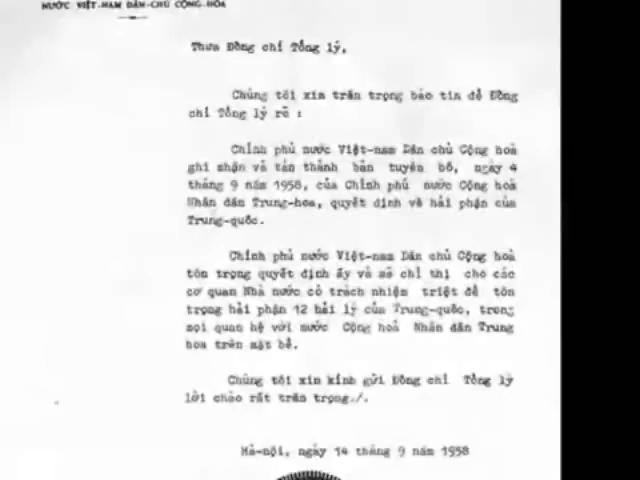 NƯỚC VIỆT-NAM DÂN-CHỦ CỘNG-HÒA
Thưa Đồng chí Tổng lý,
Chúng tôi xin trân trọng báo tin để Đồng
chí Tổng lý rõ :
Chính phủ nước Việt-nam Dân chủ Cộng hoà
ghi nhận và tán thành bản tuyên bố, ngày 4
tháng 9 năm 1958, của Chính phủ nước Cộng hoà
Nhân dân Trung-hoa, quyết định về hải phận của
Trung-quốc.
Chính phủ nước Việt-nam Dân chủ Cộng hoà
tôn trọng quyết định ấy và sẽ chỉ thị cho các
cơ quan Nhà nước có trách nhiệm triệt để tôn
trọng hải phận 12 hải lý của Trung-quốc, trong
mọi quan hệ với nước Cộng hoà Nhân dân Trung
hoa trên mặt bể.
Chúng tôi xin kính gửi Đồng chí Tổng lý
lời chào rất trân trọng./.
Hà-nội, ngày 14 tháng 9 năm 1958